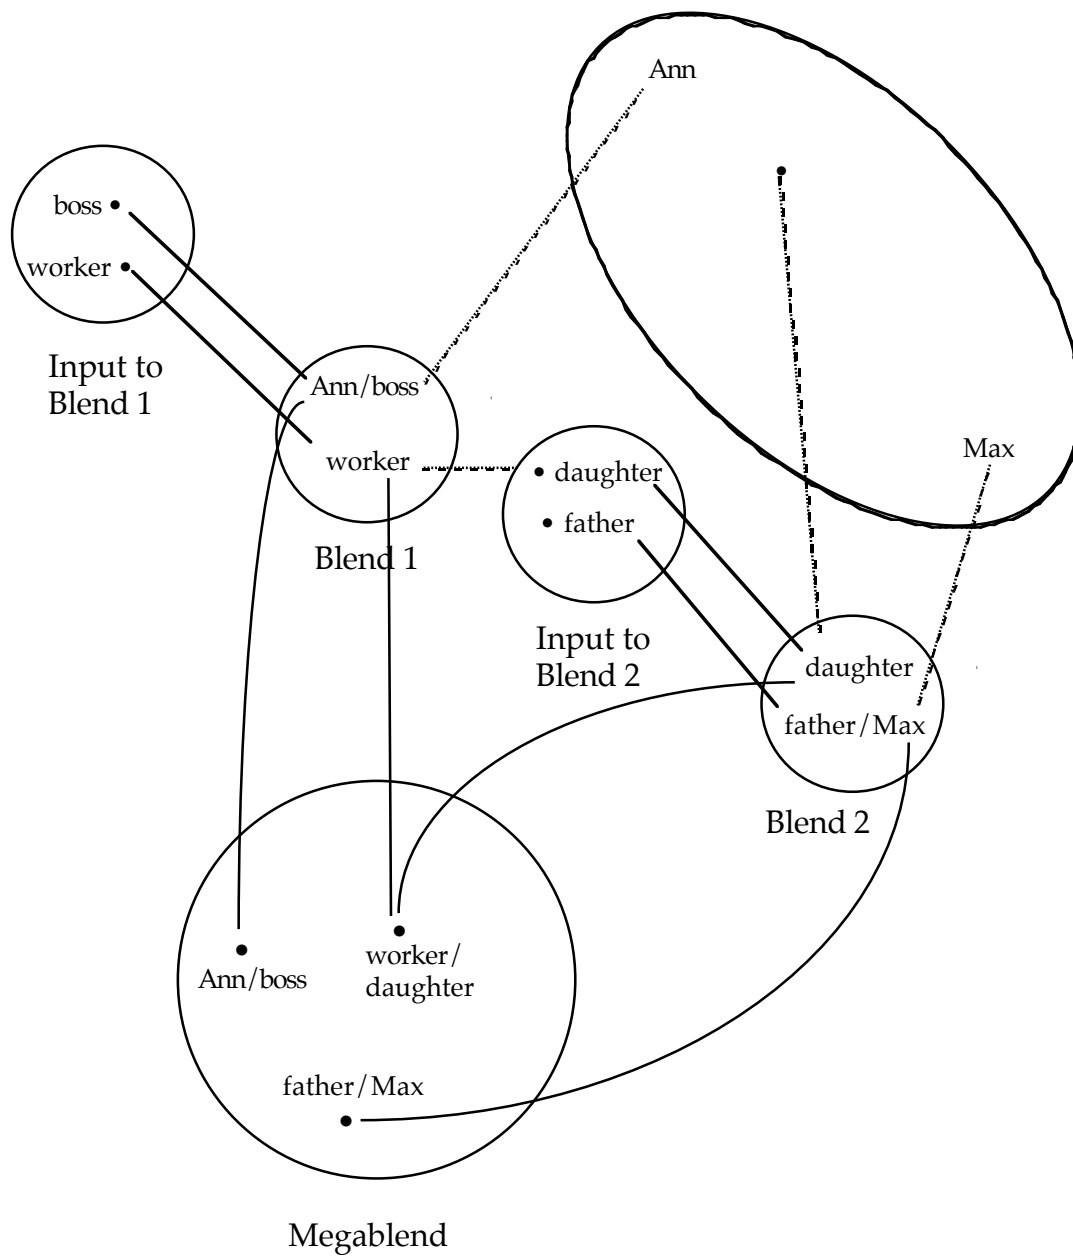 Ann
boss
worker
Input to
Blend 1
Ann/boss
worker
Blend 1
Max
daughter
father
Input to
Blend 2
daughter
father/Max
Blend 2
Ann/boss
worker/
daughter
father/Max
Megablend